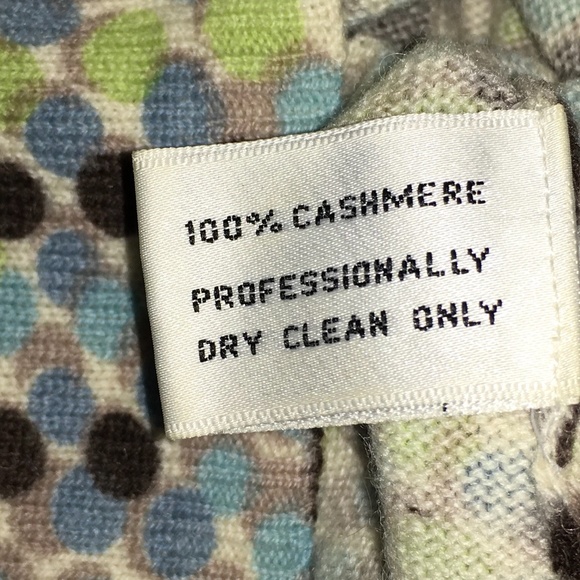 100% CASHMERE
PROFESSIONALLY
DRY CLEAN ONLY